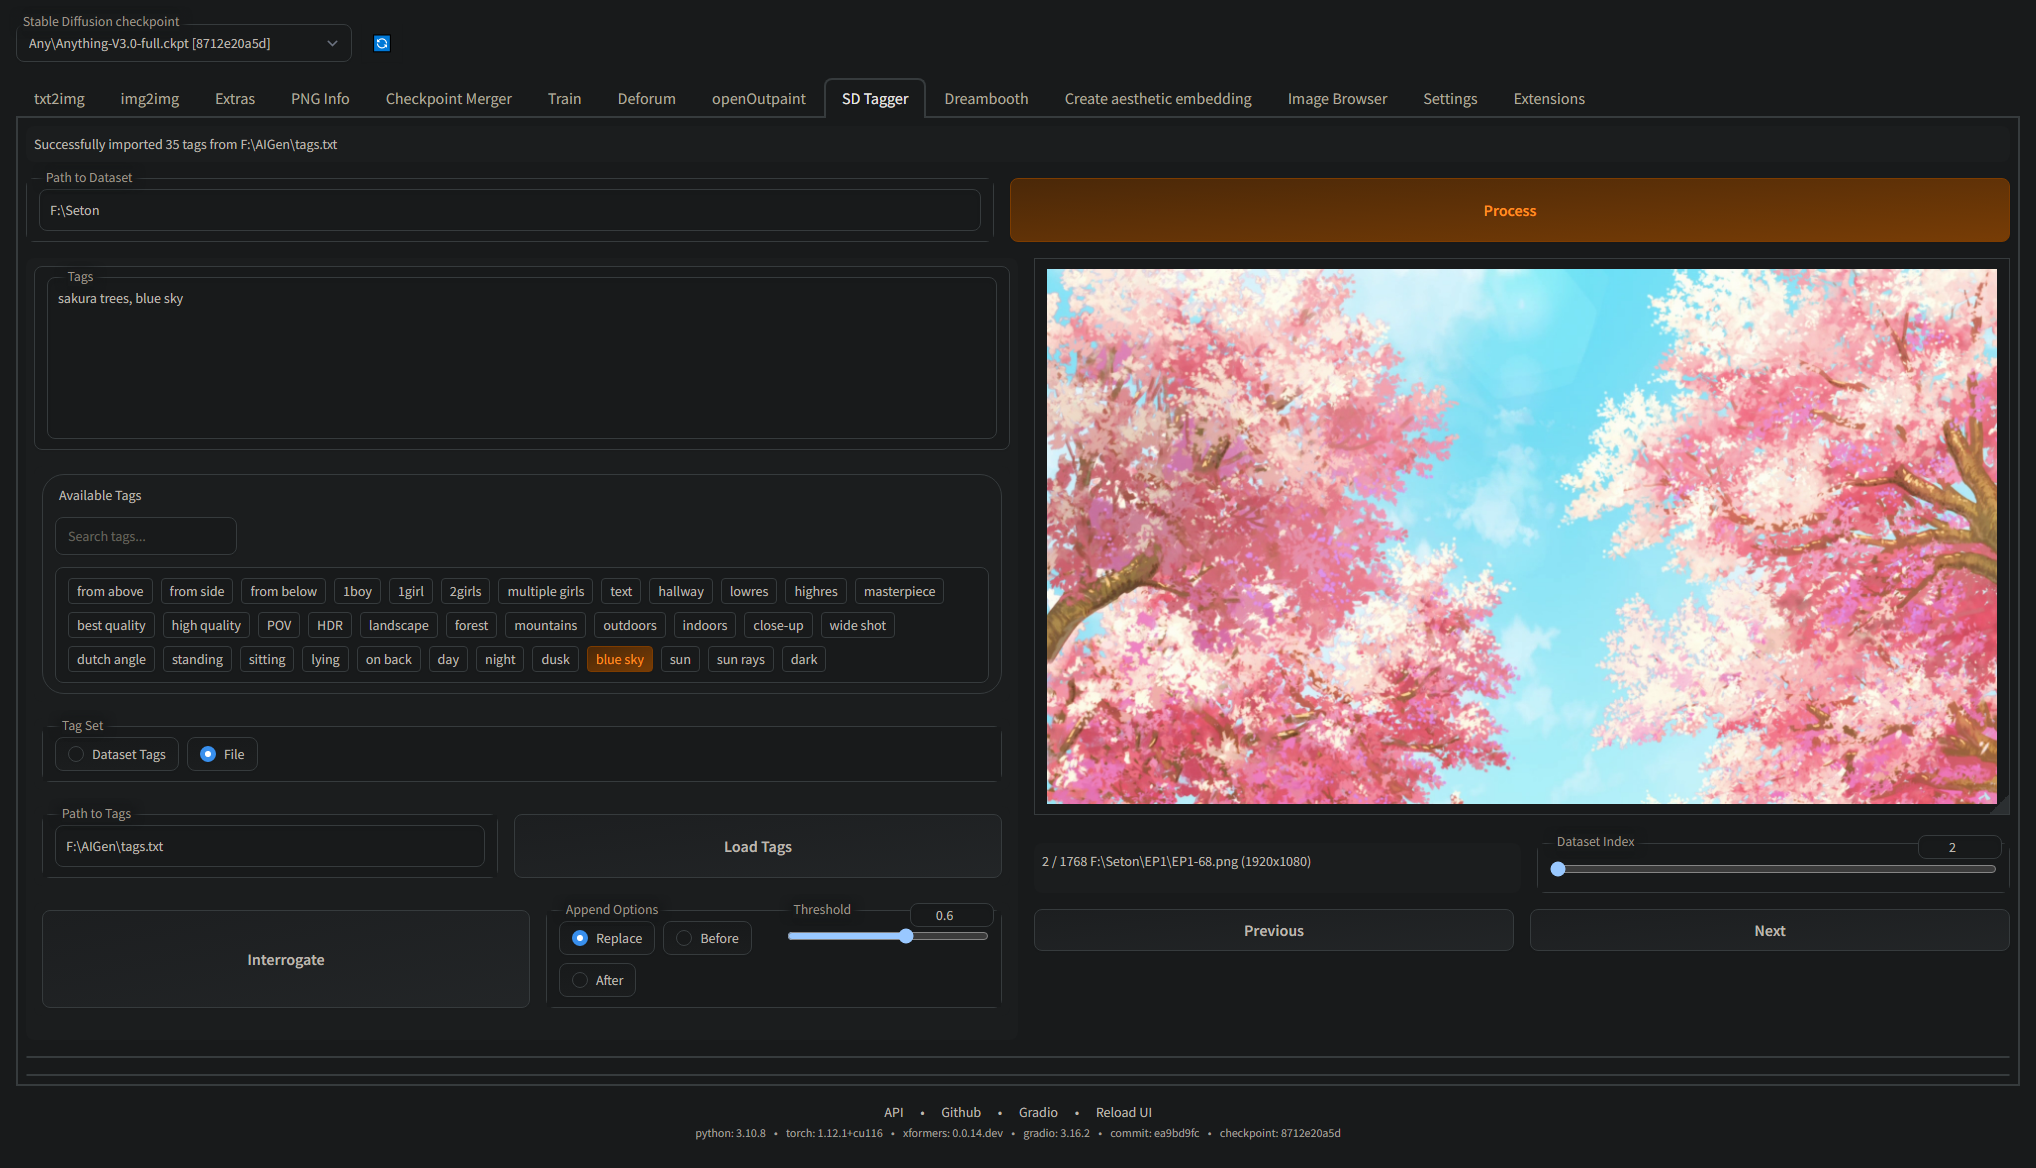 Stable Diffusion checkpoint
Any\Anything-V3.0-full.ckpt [8712e20a5d]
txt2img img2img Extras PNG Info Checkpoint Merger Train Deforum openOutpaint SD Tagger Dreambooth Create aesthetic embedding Image Browser Settings Extensions
Successfully imported 35 tags from F:\AIGen\tags.txt
Path to Dataset
F:\Seton
Process
Tags
sakura trees, blue sky
Available Tags
Search tags...
from above from side from below 1boy 1girl 2girls multiple girls text hallway lowres highres masterpiece
best quality high quality POV HDR landscape forest mountains outdoors indoors close-up wide shot
dutch angle standing sitting lying on back day night dusk blue sky sun sun rays dark
Tag Set
Dataset Tags File
Path to Tags
F:\AIGen\tags.txt
Load Tags
Interrogate
Append Options
Replace Before
After
Threshold
0.6
2 / 1768 F:\Seton\EP1\EP1-68.png (1920x1080)
Dataset Index
2
Previous
Next
API • Github • Gradio • Reload UI
python: 3.10.8 • torch: 1.12.1+cu116 • xformers: 0.0.14.dev • gradio: 3.16.2 • commit: ea9bd9fc • checkpoint: 8712e20a5d